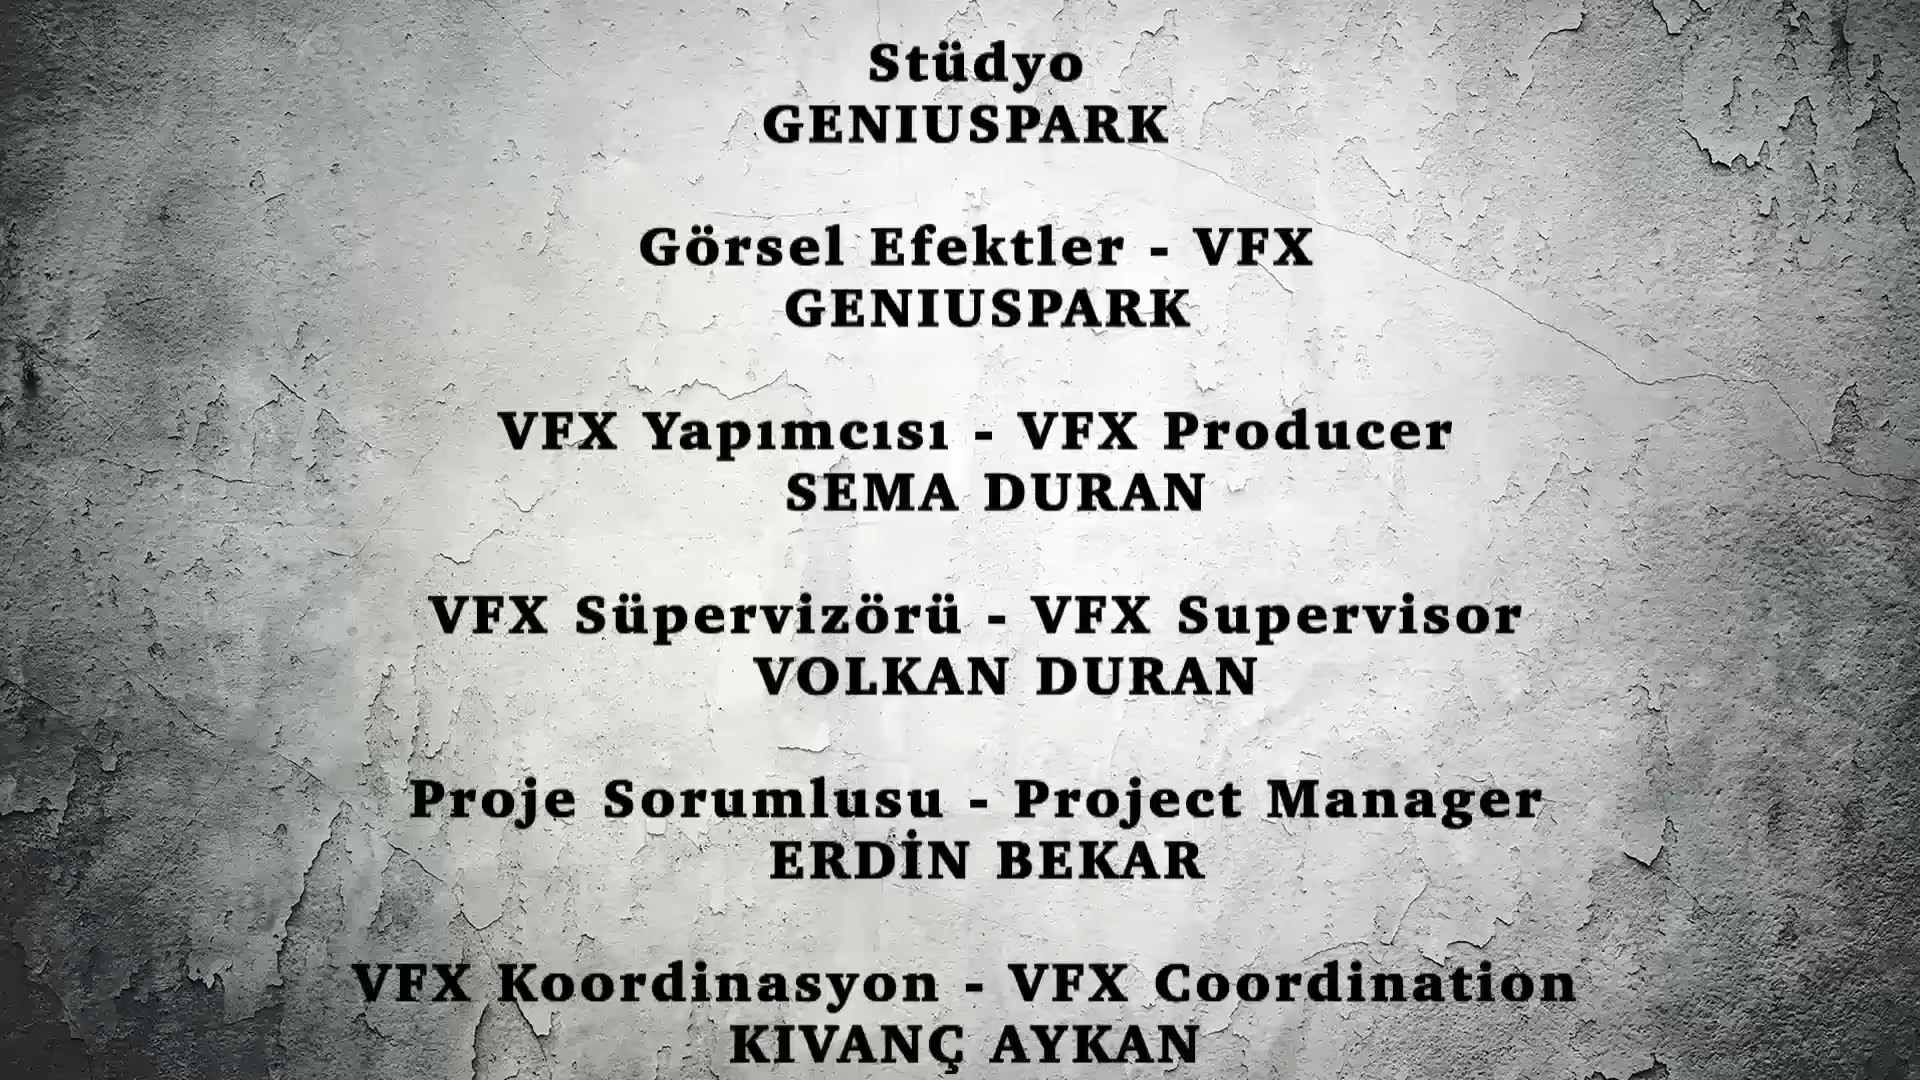 Stüdyo
GENIUSPARK
Görsel Efektler - VFX
GENIUSPARK
VFX Yapımcısı - VFX Producer
SEMA DURAN
VFX Süpervizörü - VFX Supervisor
VOLKAN DURAN
Proje Sorumlusu - Project Manager
ERDİN BEKAR
VFX Koordinasyon - VFX Coordination
KIVANÇ AYKAN